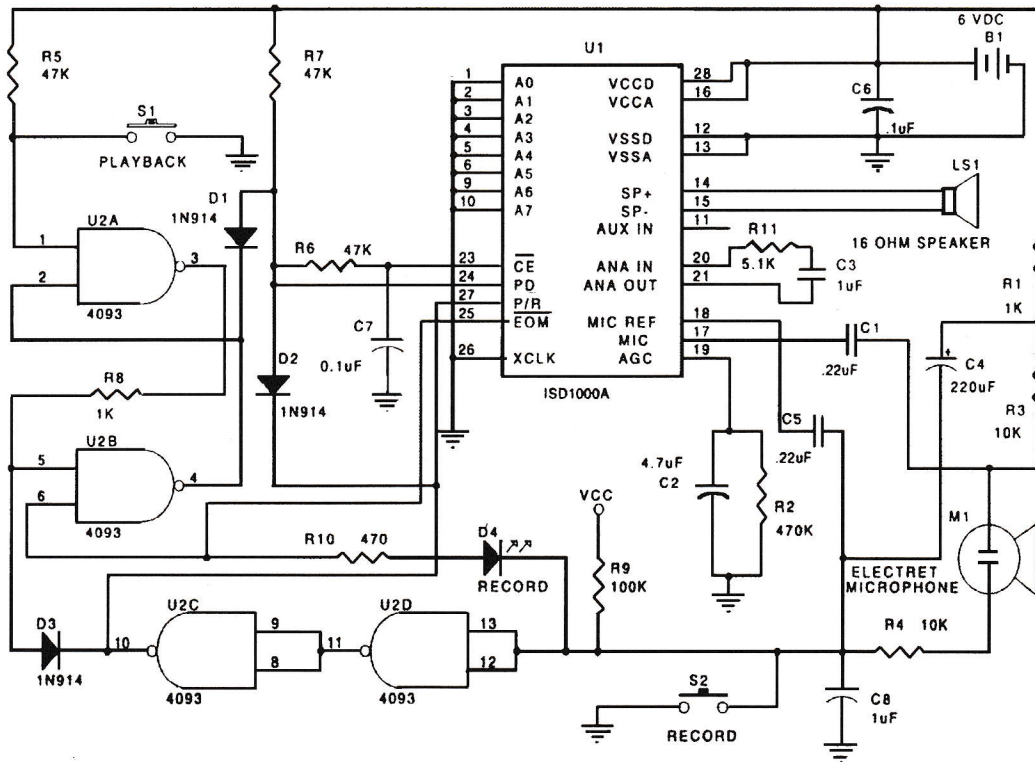 6 VDC
B1
R5
47K
R7
47K
U1
S1
PLAYBACK
1 A0
2 A1
3 A2
4 A3
5 A4
6 A5
9 A6
10 A7
VCCD 28
VCCA 16
VSSD 12
VSSA 13
SP+ 14
SP- 15
AUX IN 11
ANA IN 20
ANA OUT 21
MIC REF 18
MIC 17
AGC 19
23 CE
24 PD
27 P/R
25 EOM
26 XCLK
ISD1000A
C6
.1uF
LS1
16 OHM SPEAKER
R11
5.1K
C3
1uF
D1
1N914
U2A
1
2
3
4093
R6 47K
C7
0.1uF
D2
1N914
R8
1K
U2B
5
6
4
4093
C1
.22uF
C5
.22uF
C4
+
220uF
R1
1K
R3
10K
4.7uF
C2
R2
470K
VCC
R9
100K
R10 470
D4
RECORD
M1
ELECTRET
MICROPHONE
R4 10K
D3
1N914
10
U2C
9
8
4093
11
U2D
13
12
4093
S2
RECORD
C8
1uF